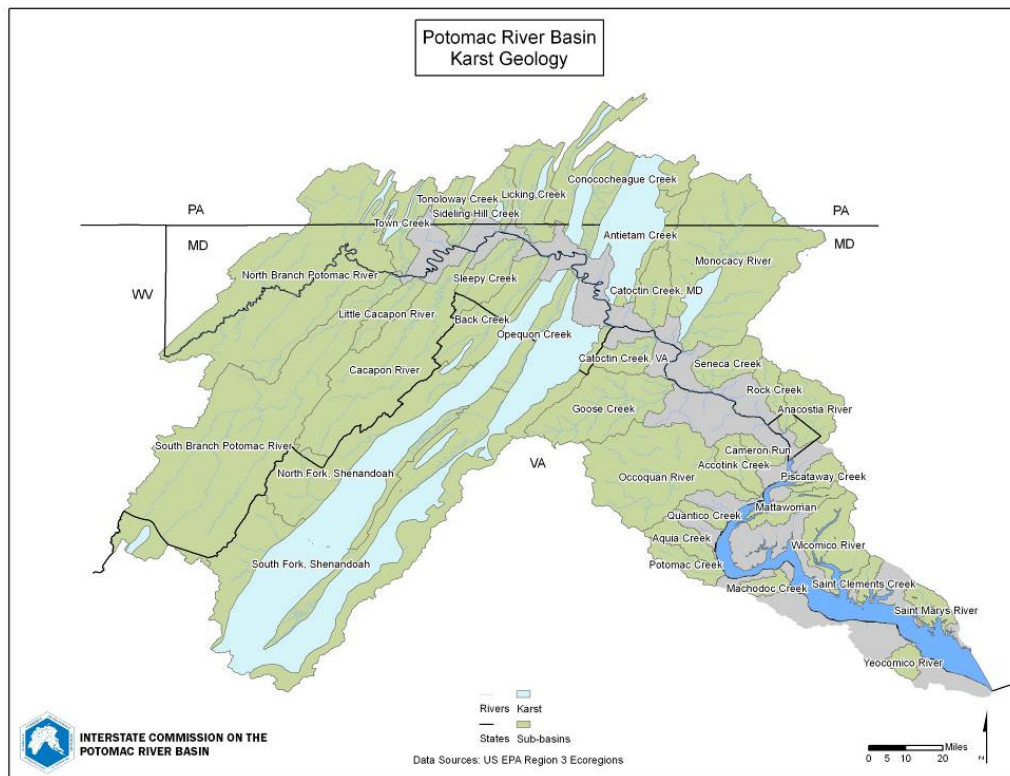 Potomac River Basin
Karst Geology
Conococheague Creek
Licking Creek
Tonoloway Creek
Sideling Hill Creek
Town Creek
PA
PA
MD
MD
WV
Antietam Creek
Monocacy River
North Branch Potomac River
Sleepy Creek
Catoctin Creek, MD
Little Cacapon River
Back Creek
Opequon Creek
Catoctin Creek, VA
Seneca Creek
Cacapon River
Rock Creek
Goose Creek
Anacostia River
South Branch Potomac River
Cameron Run
North Fork, Shenandoah
VA
Accotink Creek
Occoquan River
Piscataway Creek
Mattawoman
Quantico Creek
Aquia Creek
Wicomico River
Potomac Creek
South Fork, Shenandoah
Machodoc Creek
Saint Clements Creek
Saint Marys River
Yeocomico River
Rivers
Karst
States
Sub-basins
Data Sources: US EPA Region 3 Ecoregions
INTERSTATE COMMISSION ON THE
POTOMAC RIVER BASIN
Miles
0 5 10 20
N